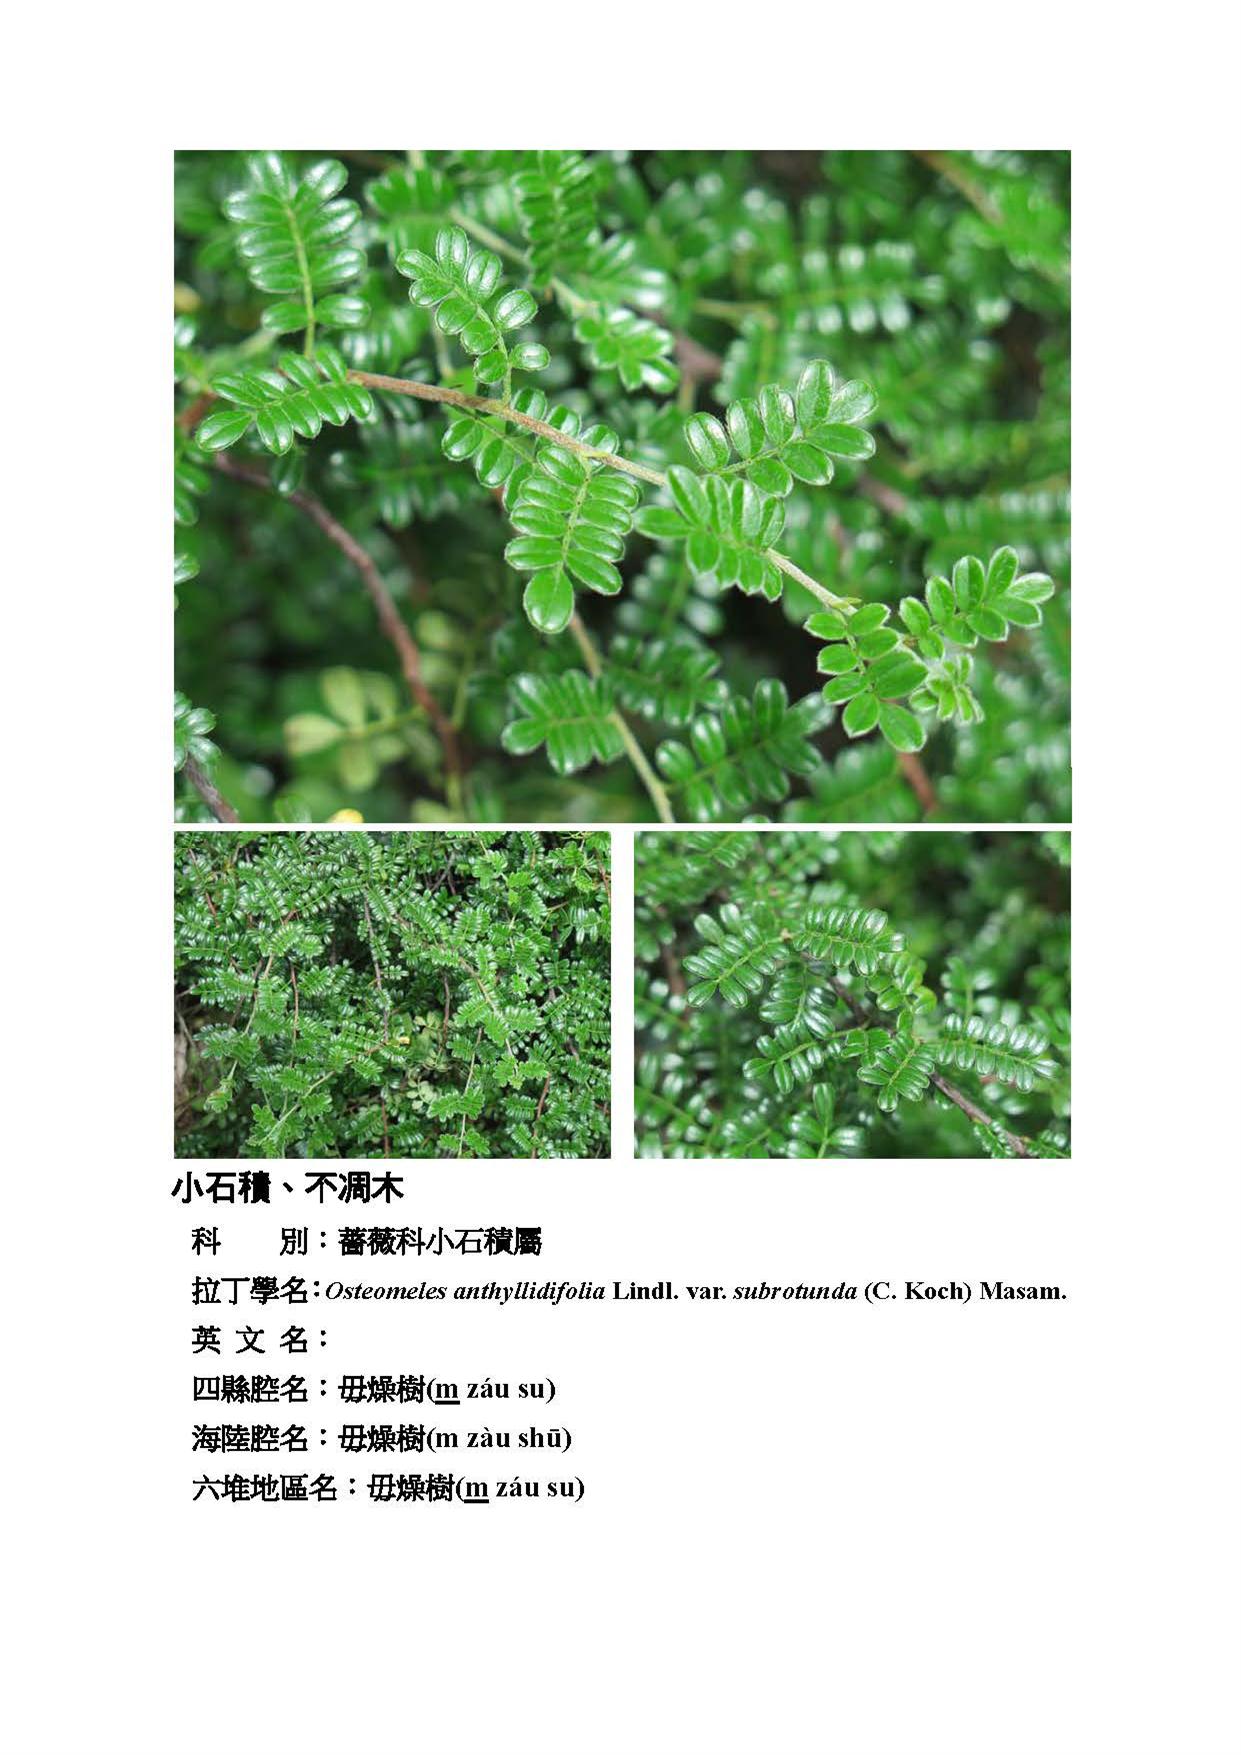 小石積、不凋木
科　　別：薔薇科小石積屬
拉丁學名：Osteomeles anthyllidifolia Lindl. var. subrotunda (C. Koch) Masam.
英 文 名：
四縣腔名：毋燥樹(m záu su)
海陸腔名：毋燥樹(m zàu shū)
六堆地區名：毋燥樹(m záu su)